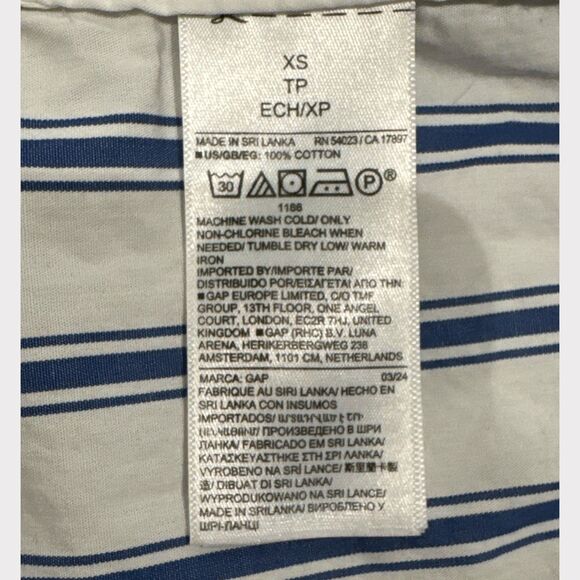 XS
TP
ECH/XP
MADE IN SRI LANKA RN 54023 / CA 17897
■US/GB/EG: 100% COTTON
30 P ®
1166
MACHINE WASH COLD/ ONLY
NON-CHLORINE BLEACH WHEN
NEEDED/ TUMBLE DRY LOW/ WARM
IRON
IMPORTED BY/IMPORTE PAR/
DISTRIBUIDO POR/ΕΙΣΑΓΕΤΑΙ ΑΠΟ ΤΗΝ
■GAP EUROPE LIMITED, C/O TMF
GROUP, 13TH FLOOR, ONE ANGEL
COURT, LONDON, EC2R 7HJ, UNITED
KINGDOM ■GAP (RHC) B.V. LUNA
ARENA, HERIKERBERGWEG 238
AMSTERDAM, 1101 CM, NETHERLANDS
MARCA: GAP 03/24
FABRIQUE AU SIRI LANKA/ HECHO EN
SRI LANKA CON INSUMOS
IMPORTADOS/
ПРОИЗВЕДЕНО В ШРИ
ЛАНКА/ FABRICADO EM SRI LANKA/
ΚΑΤΑΣΚΕΥΑΣΤΗΚΕ ΣΤΗ ΣΡΙ ΛΑΝΚΑ/
VYROBENO NA SRÍ LANCE/ 斯里蘭卡製
造/ DIBUAT DI SRI LANKA/
WYPRODUKOWANO NA SRI LANCE/
MADE IN SRILANKA/ ВИРОБЛЕНО У
ШРІ-ЛАНЦІ